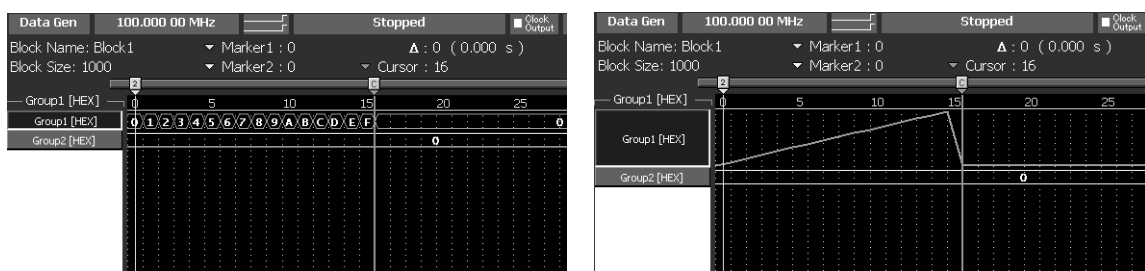 Data Gen 100.000 00 MHz Stopped Clock Output
Block Name: Block1 Marker1 : 0 Δ : 0 ( 0.000 s )
Block Size: 1000 Marker2 : 0 Cursor : 16
2 C
Group1 [HEX] 0 5 10 15 20 25
Group1 [HEX] 0 1 2 3 4 5 6 7 8 9 A B C D E F 0
Group2 [HEX] 0
Data Gen 100.000 00 MHz Stopped Clock Output
Block Name: Block1 Marker1 : 0 Δ : 0 ( 0.000 s )
Block Size: 1000 Marker2 : 0 Cursor : 16
2 C
Group1 [HEX] 0 5 10 15 20 25
Group1 [HEX]
Group2 [HEX] 0